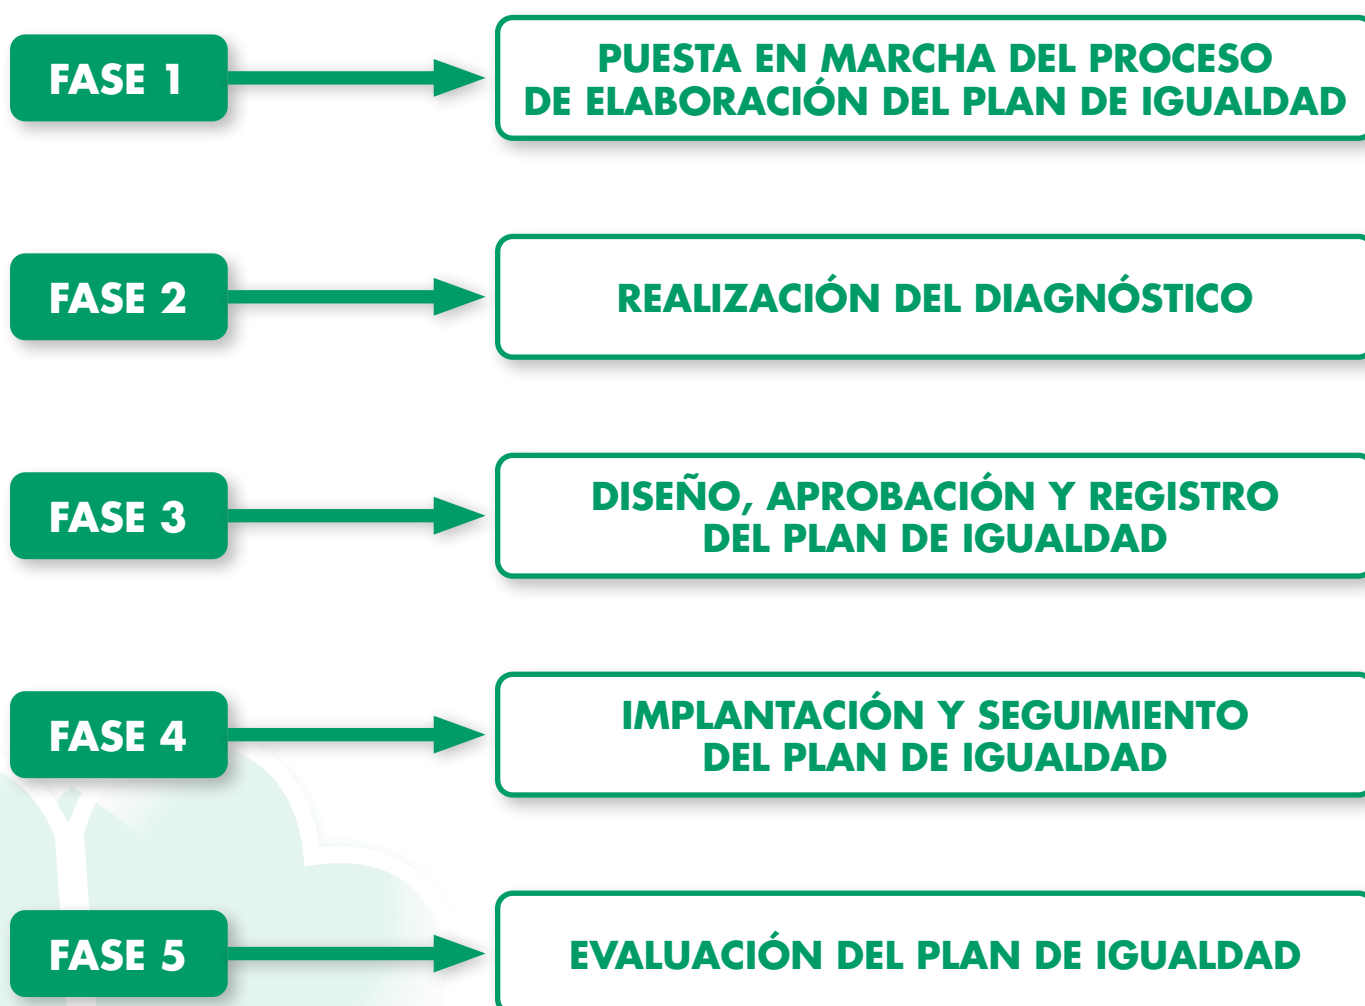 FASE 1
PUESTA EN MARCHA DEL PROCESO
DE ELABORACIÓN DEL PLAN DE IGUALDAD
FASE 2
REALIZACIÓN DEL DIAGNÓSTICO
FASE 3
DISEÑO, APROBACIÓN Y REGISTRO
DEL PLAN DE IGUALDAD
FASE 4
IMPLANTACIÓN Y SEGUIMIENTO
DEL PLAN DE IGUALDAD
FASE 5
EVALUACIÓN DEL PLAN DE IGUALDAD